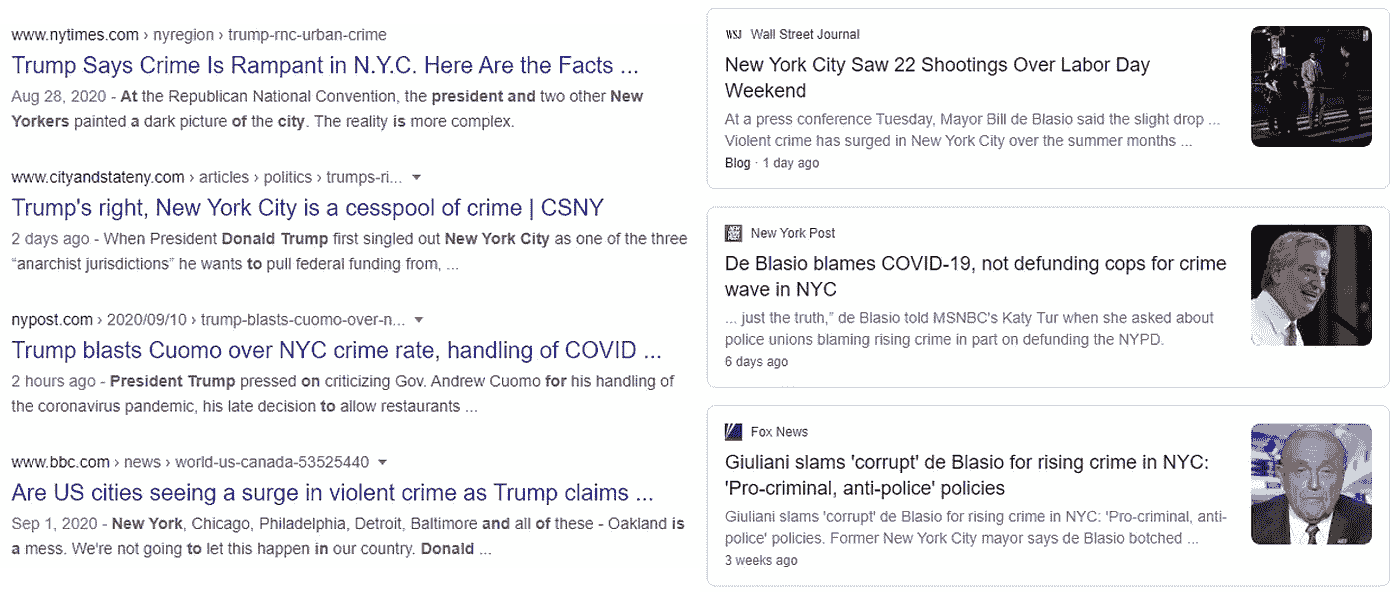 www.nytimes.com › nyregion › trump-rnc-urban-crime
Trump Says Crime Is Rampant in N.Y.C. Here Are the Facts ...
Aug 28, 2020 - At the Republican National Convention, the president and two other New
Yorkers painted a dark picture of the city. The reality is more complex.
www.cityandstateny.com › articles › politics › trumps-ri...
Trump's right, New York City is a cesspool of crime | CSNY
2 days ago - When President Donald Trump first singled out New York City as one of the three
“anarchist jurisdictions” he wants to pull federal funding from, ...
nypost.com › 2020/09/10 › trump-blasts-cuomo-over-n...
Trump blasts Cuomo over NYC crime rate, handling of COVID ...
2 hours ago - President Trump pressed on criticizing Gov. Andrew Cuomo for his handling of
the coronavirus pandemic, his late decision to allow restaurants ...
www.bbc.com › news › world-us-canada-53525440
Are US cities seeing a surge in violent crime as Trump claims ...
Sep 1, 2020 - New York, Chicago, Philadelphia, Detroit, Baltimore and all of these - Oakland is
a mess. We're not going to let this happen in our country. Donald ...
WSJ Wall Street Journal
New York City Saw 22 Shootings Over Labor Day
Weekend
At a press conference Tuesday, Mayor Bill de Blasio said the slight drop ...
Violent crime has surged in New York City over the summer months ...
Blog · 1 day ago
New York Post
De Blasio blames COVID-19, not defunding cops for crime
wave in NYC
... just the truth,” de Blasio told MSNBC's Katy Tur when she asked about
police unions blaming rising crime in part on defunding the NYPD.
6 days ago
Fox News
Giuliani slams 'corrupt' de Blasio for rising crime in NYC:
'Pro-criminal, anti-police' policies
Giuliani slams 'corrupt' de Blasio for rising crime in NYC: 'Pro-criminal, anti-
police' policies. Former New York City mayor says de Blasio botched ...
3 weeks ago